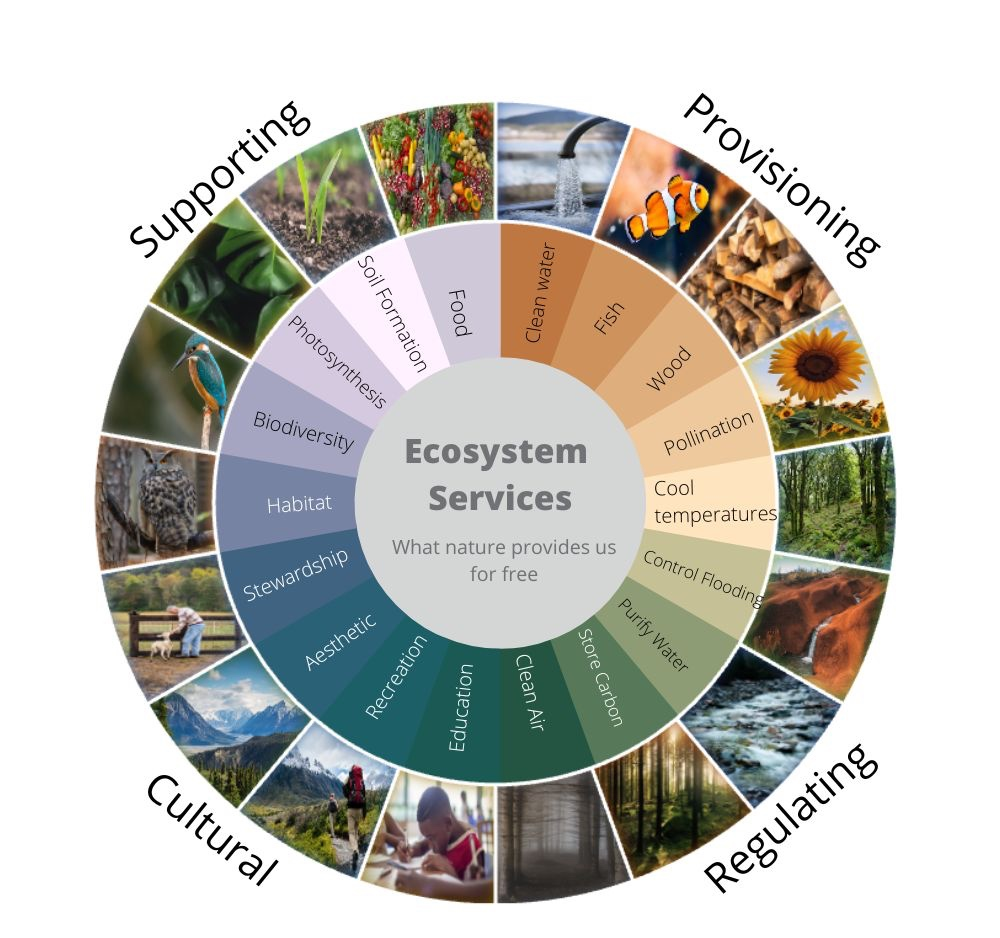 Supporting
Provisioning
Clean water
Fish
Wood
Pollination
Cool
temperatures
Control Flooding
Purify Water
Store Carbon
Clean Air
Education
Recreation
Aesthetic
Stewardship
Habitat
Biodiversity
Photosynthesis
Soil Formation
Food
Ecosystem
Services
What nature provides us
for free
Cultural
Regulating